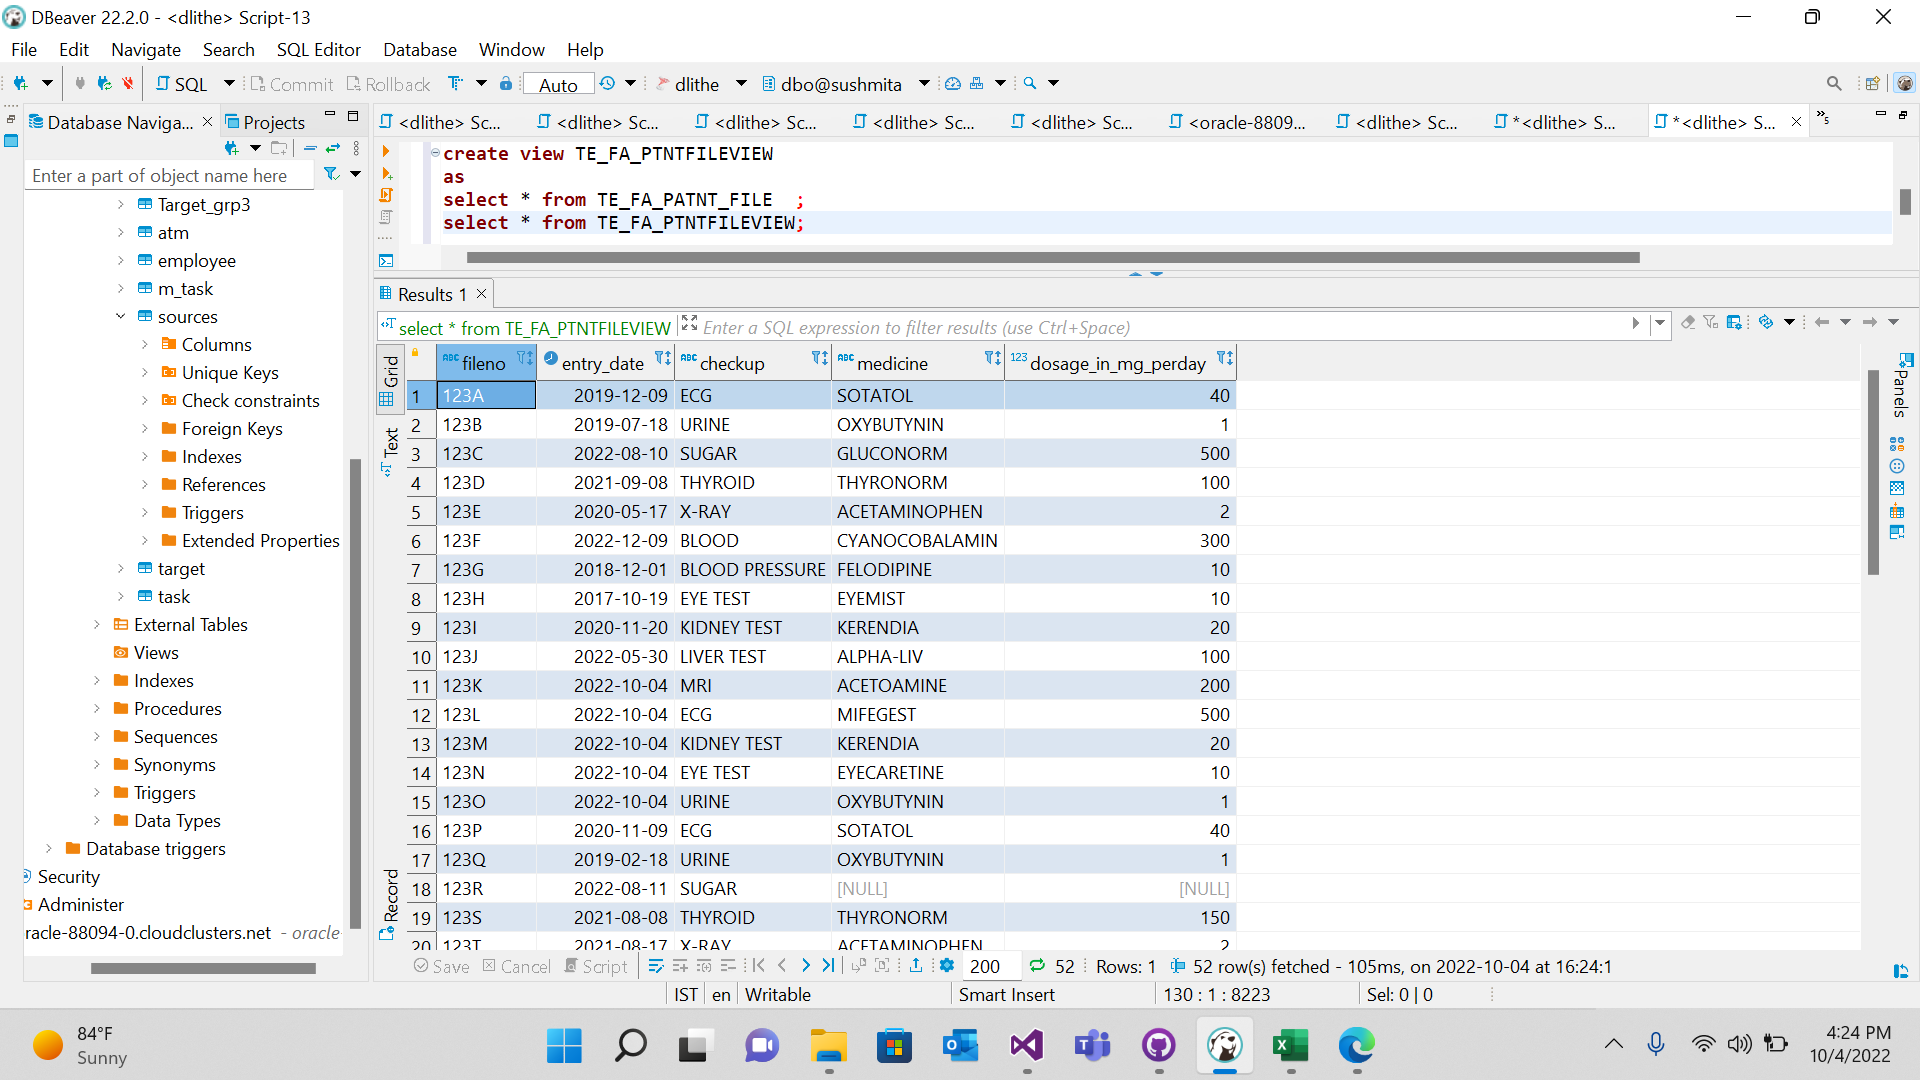 DBeaver 22.2.0 - <dlithe> Script-13
File Edit Navigate Search SQL Editor Database Window Help
SQL Commit Rollback Auto dlithe dbo@sushmita
Database Naviga... Projects
<dlithe> Sc... <dlithe> Sc... <dlithe> Sc... <dlithe> Sc... <dlithe> Sc... <oracle-8809... <dlithe> Sc... *<dlithe> S... *<dlithe> S... »5
Enter a part of object name here
Target_grp3
atm
employee
m_task
sources
Columns
Unique Keys
Check constraints
Foreign Keys
Indexes
References
Triggers
Extended Properties
target
task
External Tables
Views
Indexes
Procedures
Sequences
Synonyms
Triggers
Data Types
Database triggers
Security
Administer
racle-88094-0.cloudclusters.net - oracle-
create view TE_FA_PTNTFILEVIEW
as
select * from TE_FA_PATNT_FILE ;
select * from TE_FA_PTNTFILEVIEW;
Results 1
select * from TE_FA_PTNTFILEVIEW Enter a SQL expression to filter results (use Ctrl+Space)
Grid
Text
Record
Panels
ABC fileno entry_date ABC checkup ABC medicine 123 dosage_in_mg_perday
1 123A 2019-12-09 ECG SOTATOL 40
2 123B 2019-07-18 URINE OXYBUTYNIN 1
3 123C 2022-08-10 SUGAR GLUCONORM 500
4 123D 2021-09-08 THYROID THYRONORM 100
5 123E 2020-05-17 X-RAY ACETAMINOPHEN 2
6 123F 2022-12-09 BLOOD CYANOCOBALAMIN 300
7 123G 2018-12-01 BLOOD PRESSURE FELODIPINE 10
8 123H 2017-10-19 EYE TEST EYEMIST 10
9 123I 2020-11-20 KIDNEY TEST KERENDIA 20
10 123J 2022-05-30 LIVER TEST ALPHA-LIV 100
11 123K 2022-10-04 MRI ACETOAMINE 200
12 123L 2022-10-04 ECG MIFEGEST 500
13 123M 2022-10-04 KIDNEY TEST KERENDIA 20
14 123N 2022-10-04 EYE TEST EYECARETINE 10
15 123O 2022-10-04 URINE OXYBUTYNIN 1
16 123P 2020-11-09 ECG SOTATOL 40
17 123Q 2019-02-18 URINE OXYBUTYNIN 1
18 123R 2022-08-11 SUGAR [NULL] [NULL]
19 123S 2021-08-08 THYROID THYRONORM 150
20 123T 2021-08-17 X-RAY ACETAMINOPHEN 2
Save Cancel Script 200 52 Rows: 1 52 row(s) fetched - 105ms, on 2022-10-04 at 16:24:1
IST en Writable Smart Insert 130 : 1 : 8223 Sel: 0 | 0
84°F
Sunny
4:24 PM
10/4/2022